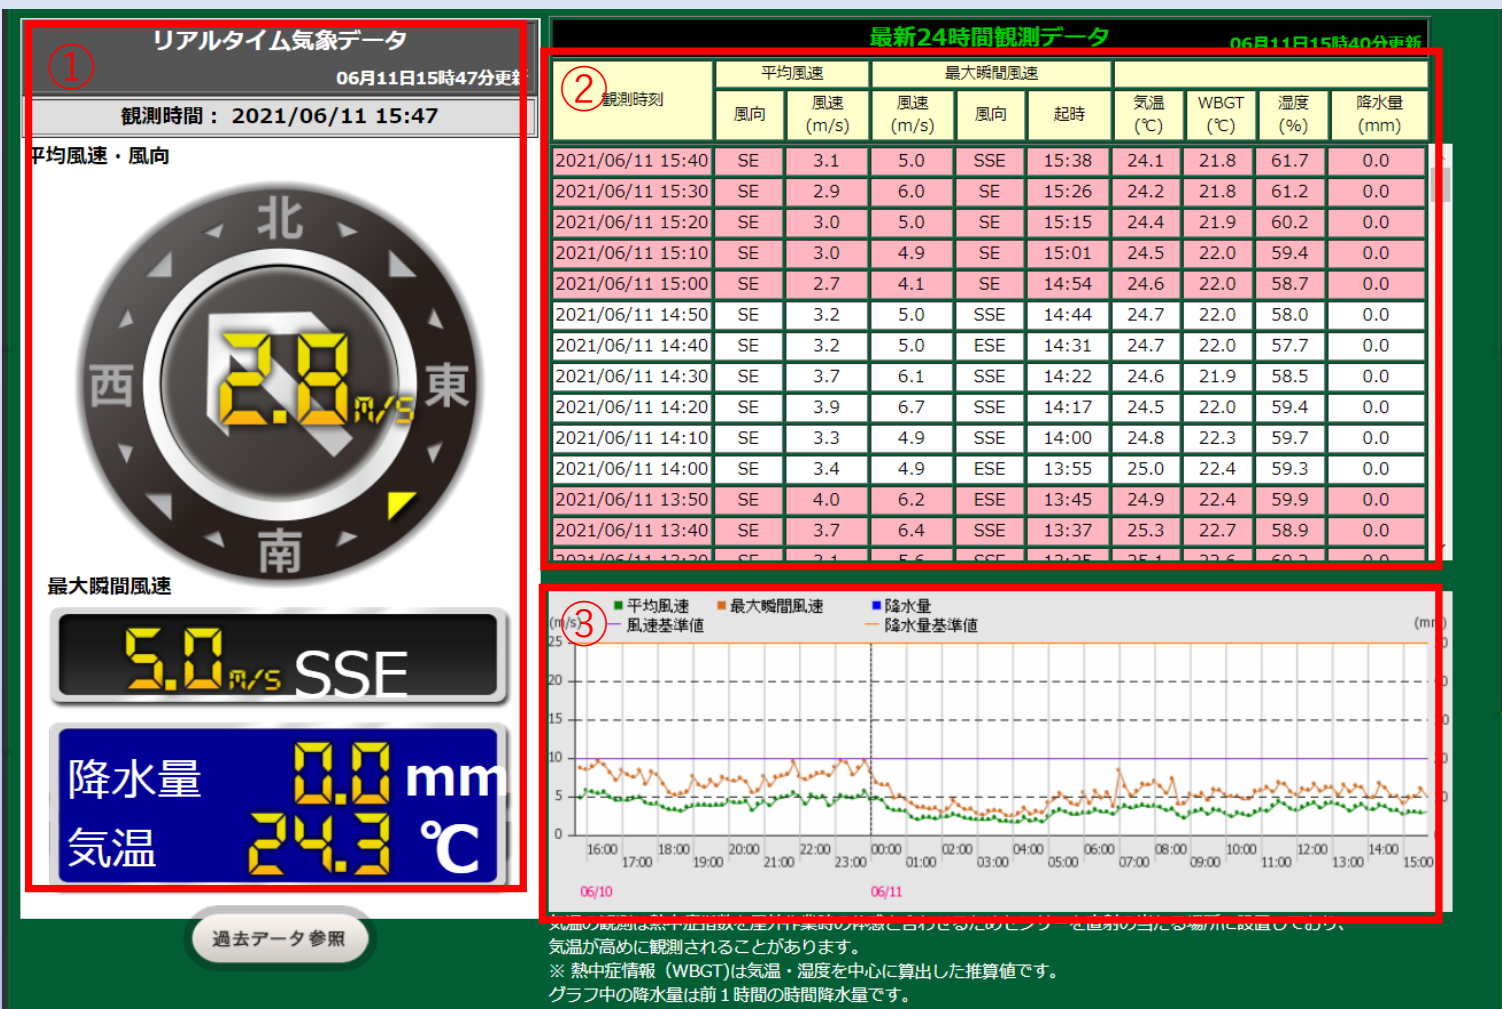 ①
リアルタイム気象データ
06月11日15時47分更新
観測時間： 2021/06/11 15:47
平均風速・風向
北
西
東
南
2.8 m/s
最大瞬間風速
5.0 m/s SSE
降水量 0.0 mm
気温 24.3 ℃
過去データ参照
最新24時間観測データ
06月11日15時40分更新
②
観測時刻 平均風速 最大瞬間風速
風向 風速(m/s) 風速(m/s) 風向 起時 気温(℃) WBGT(℃) 湿度(%) 降水量(mm)
2021/06/11 15:40 SE 3.1 5.0 SSE 15:38 24.1 21.8 61.7 0.0
2021/06/11 15:30 SE 2.9 6.0 SE 15:26 24.2 21.8 61.2 0.0
2021/06/11 15:20 SE 3.0 5.0 SE 15:15 24.4 21.9 60.2 0.0
2021/06/11 15:10 SE 3.0 4.9 SE 15:01 24.5 22.0 59.4 0.0
2021/06/11 15:00 SE 2.7 4.1 SE 14:54 24.6 22.0 58.7 0.0
2021/06/11 14:50 SE 3.2 5.0 SSE 14:44 24.7 22.0 58.0 0.0
2021/06/11 14:40 SE 3.2 5.0 ESE 14:31 24.7 22.0 57.7 0.0
2021/06/11 14:30 SE 3.7 6.1 SSE 14:22 24.6 21.9 58.5 0.0
2021/06/11 14:20 SE 3.9 6.7 SSE 14:17 24.5 22.0 59.4 0.0
2021/06/11 14:10 SE 3.3 4.9 SSE 14:00 24.8 22.3 59.7 0.0
2021/06/11 14:00 SE 3.4 4.9 ESE 13:55 25.0 22.4 59.3 0.0
2021/06/11 13:50 SE 4.0 6.2 ESE 13:45 24.9 22.4 59.9 0.0
2021/06/11 13:40 SE 3.7 6.4 SSE 13:37 25.3 22.7 58.9 0.0
③
平均風速 最大瞬間風速 降水量
風速基準値 降水量基準値
(m/s)
25
20
15
10
5
0
16:00 17:00 18:00 19:00 20:00 21:00 22:00 23:00 00:00 01:00 02:00 03:00 04:00 05:00 06:00 07:00 08:00 09:00 10:00 11:00 12:00 13:00 14:00 15:00
06/10 06/11
気温が高めに観測されることがあります。
※ 熱中症情報（WBGT)は気温・湿度を中心に算出した推算値です。
グラフ中の降水量は前１時間の時間降水量です。